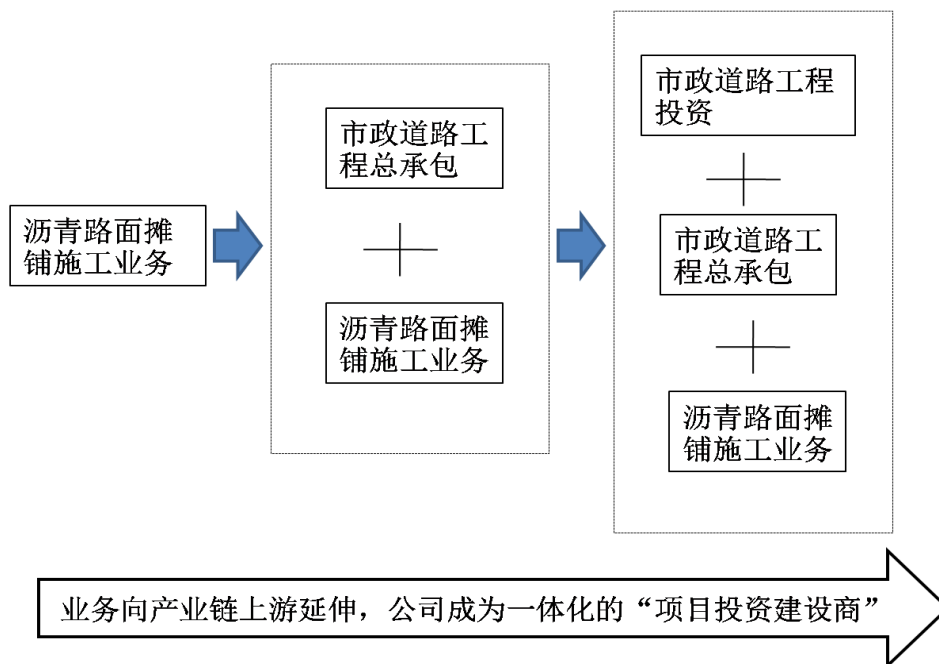 沥青路面摊
铺施工业务
市政道路工
程总承包
沥青路面摊
铺施工业务
市政道路工程
投资
市政道路工
程总承包
沥青路面摊
铺施工业务
业务向产业链上游延伸，公司成为一体化的“项目投资建设商”